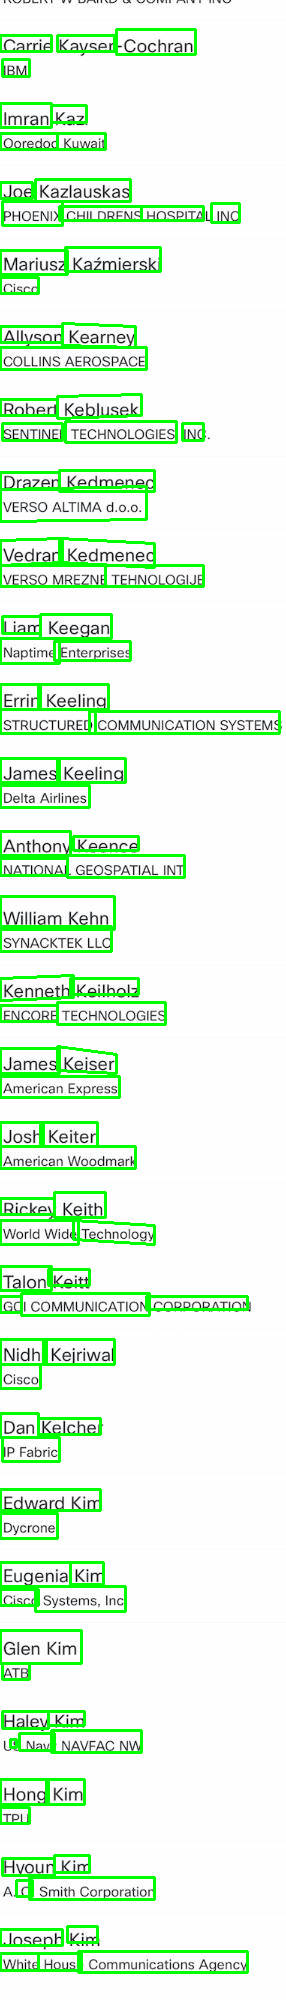 ROBERT W BAIRD & COMPANY INC
Carrie Kayser-Cochran
IBM
Imran Kaz
Ooredoo Kuwait
Joe Kazlauskas
PHOENIX CHILDRENS HOSPITAL INC
Mariusz Kaźmierski
Cisco
Allyson Kearney
COLLINS AEROSPACE
Robert Keblusek
SENTINEL TECHNOLOGIES INC.
Drazen Kedmenec
VERSO ALTIMA d.o.o.
Vedran Kedmenec
VERSO MREZNE TEHNOLOGIJE
Liam Keegan
Naptime Enterprises
Errin Keeling
STRUCTURED COMMUNICATION SYSTEMS
James Keeling
Delta Airlines
Anthony Keence
NATIONAL GEOSPATIAL INT
William Kehn
SYNACKTEK LLC
Kenneth Keilholz
ENCORE TECHNOLOGIES
James Keiser
American Express
Josh Keiter
American Woodmark
Rickey Keith
World Wide Technology
Talon Keitt
GCI COMMUNICATION CORPORATION
Nidhi Kejriwal
Cisco
Dan Kelcher
IP Fabric
Edward Kim
Dycrone
Eugenia Kim
Cisco Systems, Inc
Glen Kim
ATB
Haley Kim
US Navy NAVFAC NW
Hong Kim
TPU
Hyoun Kim
A. O. Smith Corporation
Joseph Kim
White House Communications Agency